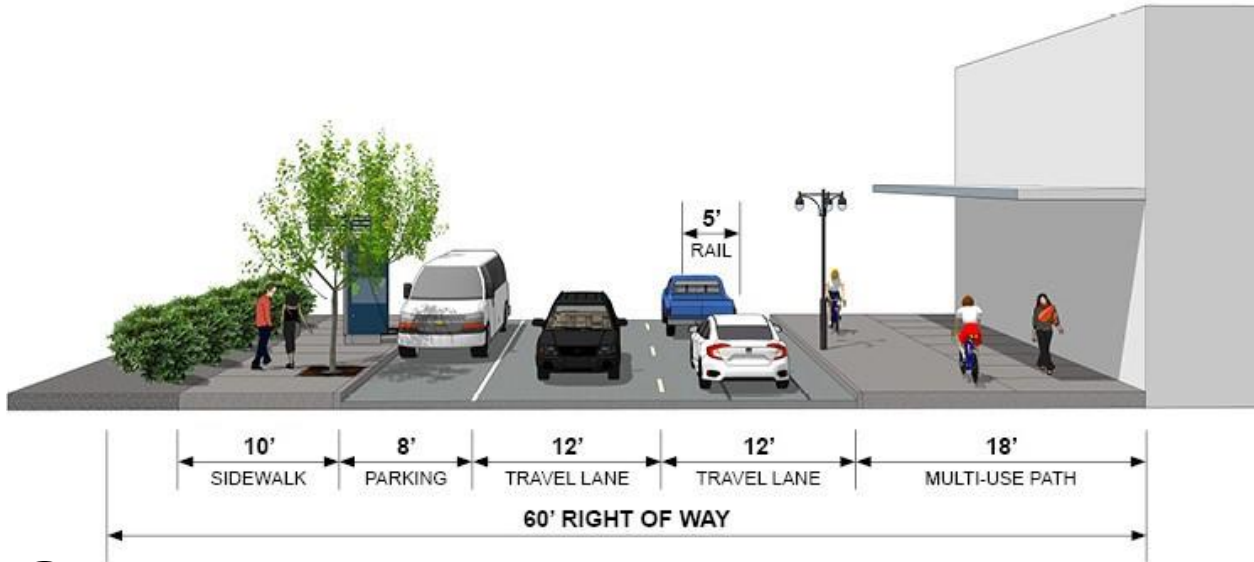 5'
RAIL
10'
SIDEWALK
8'
PARKING
12'
TRAVEL LANE
12'
TRAVEL LANE
18'
MULTI-USE PATH
60' RIGHT OF WAY